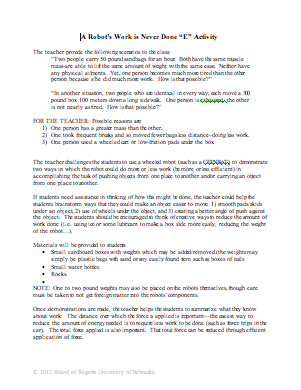 A Robot's Work is Never Done "E" Activity
The teacher provides the following scenarios to the class:
"Two people carry 50 pound sandbags for an hour. Both have the same muscle
mass-are able to lift the same amount of weight with the same ease. Neither have
any physical ailments. Yet, one person becomes much more tired than the other
person because s/he did much more work. How is that possible?"
"In another situation, two people who are identical in every way, each move a 300
pound box 100 meters down a long sidewalk. One person is exhausted, the other
is not nearly as tired. How is that possible?"
FOR THE TEACHER: Possible reasons are:
1) One person has a greater mass than the other.
2) One took frequent breaks and so moved fewer bags less distance–doing less work.
3) One person used a wheeled cart or low-friction pads under the box
The teacher challenges the students to use a wheeled robot (such as a CEENBOT) to demonstrate
two ways in which the robot could do more or less work (be more or less efficient) in
accomplishing the task of pushing objects from one place to another and/or carrying an object
from one place to another.
If students need assistance in thinking of how this might be done, the teacher could help the
students brainstorm ways that they could make an object easier to move: 1) smooth pads/skids
under an object, 2) use of wheels under the object, and 3) creating a better angle of push against
the object. The students should be encouraged to think of creative ways to reduce the amount of
work done (i.e. using ice or some lubricant to make a box slide more easily, reducing the weight
of the robot…).
Materials will be provided to students:
• Small cardboard boxes with weights which may be added/removed (the weights may
simply be plastic bags with sand or any easily found item such as boxes of nails
• Small water bottles
• Rocks
•
NOTE: One to two pound weights may also be placed on the robots themselves, though care
must be taken to not get foreign matter into the robots' components.
Once demonstrations are made, the teacher helps the students to summarize what they know
about work. The distance over which the force is applied is important—the easiest way to
reduce the amount of energy needed is to require less work to be done (such as fewer trips in the
car). The total force applied is also important. That total force can be reduced through efficient
application of force.
© 2012 Board of Regents University of Nebraska